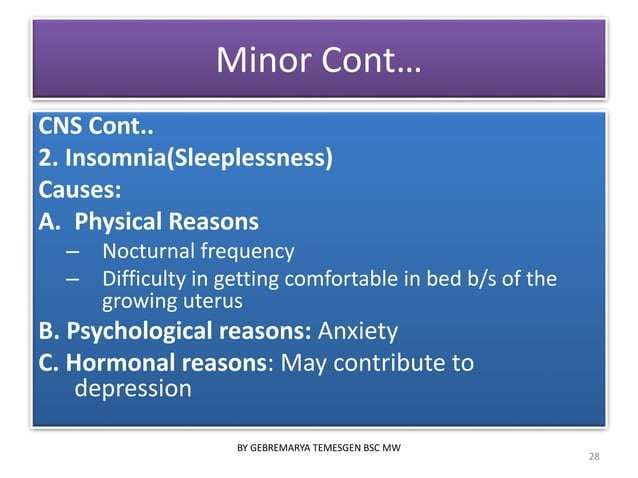 Minor Cont…
CNS Cont..
2. Insomnia(Sleeplessness)
Causes:
A. Physical Reasons
– Nocturnal frequency
– Difficulty in getting comfortable in bed b/s of the
growing uterus
B. Psychological reasons: Anxiety
C. Hormonal reasons: May contribute to
depression
BY GEBREMARYA TEMESGEN BSC MW
28